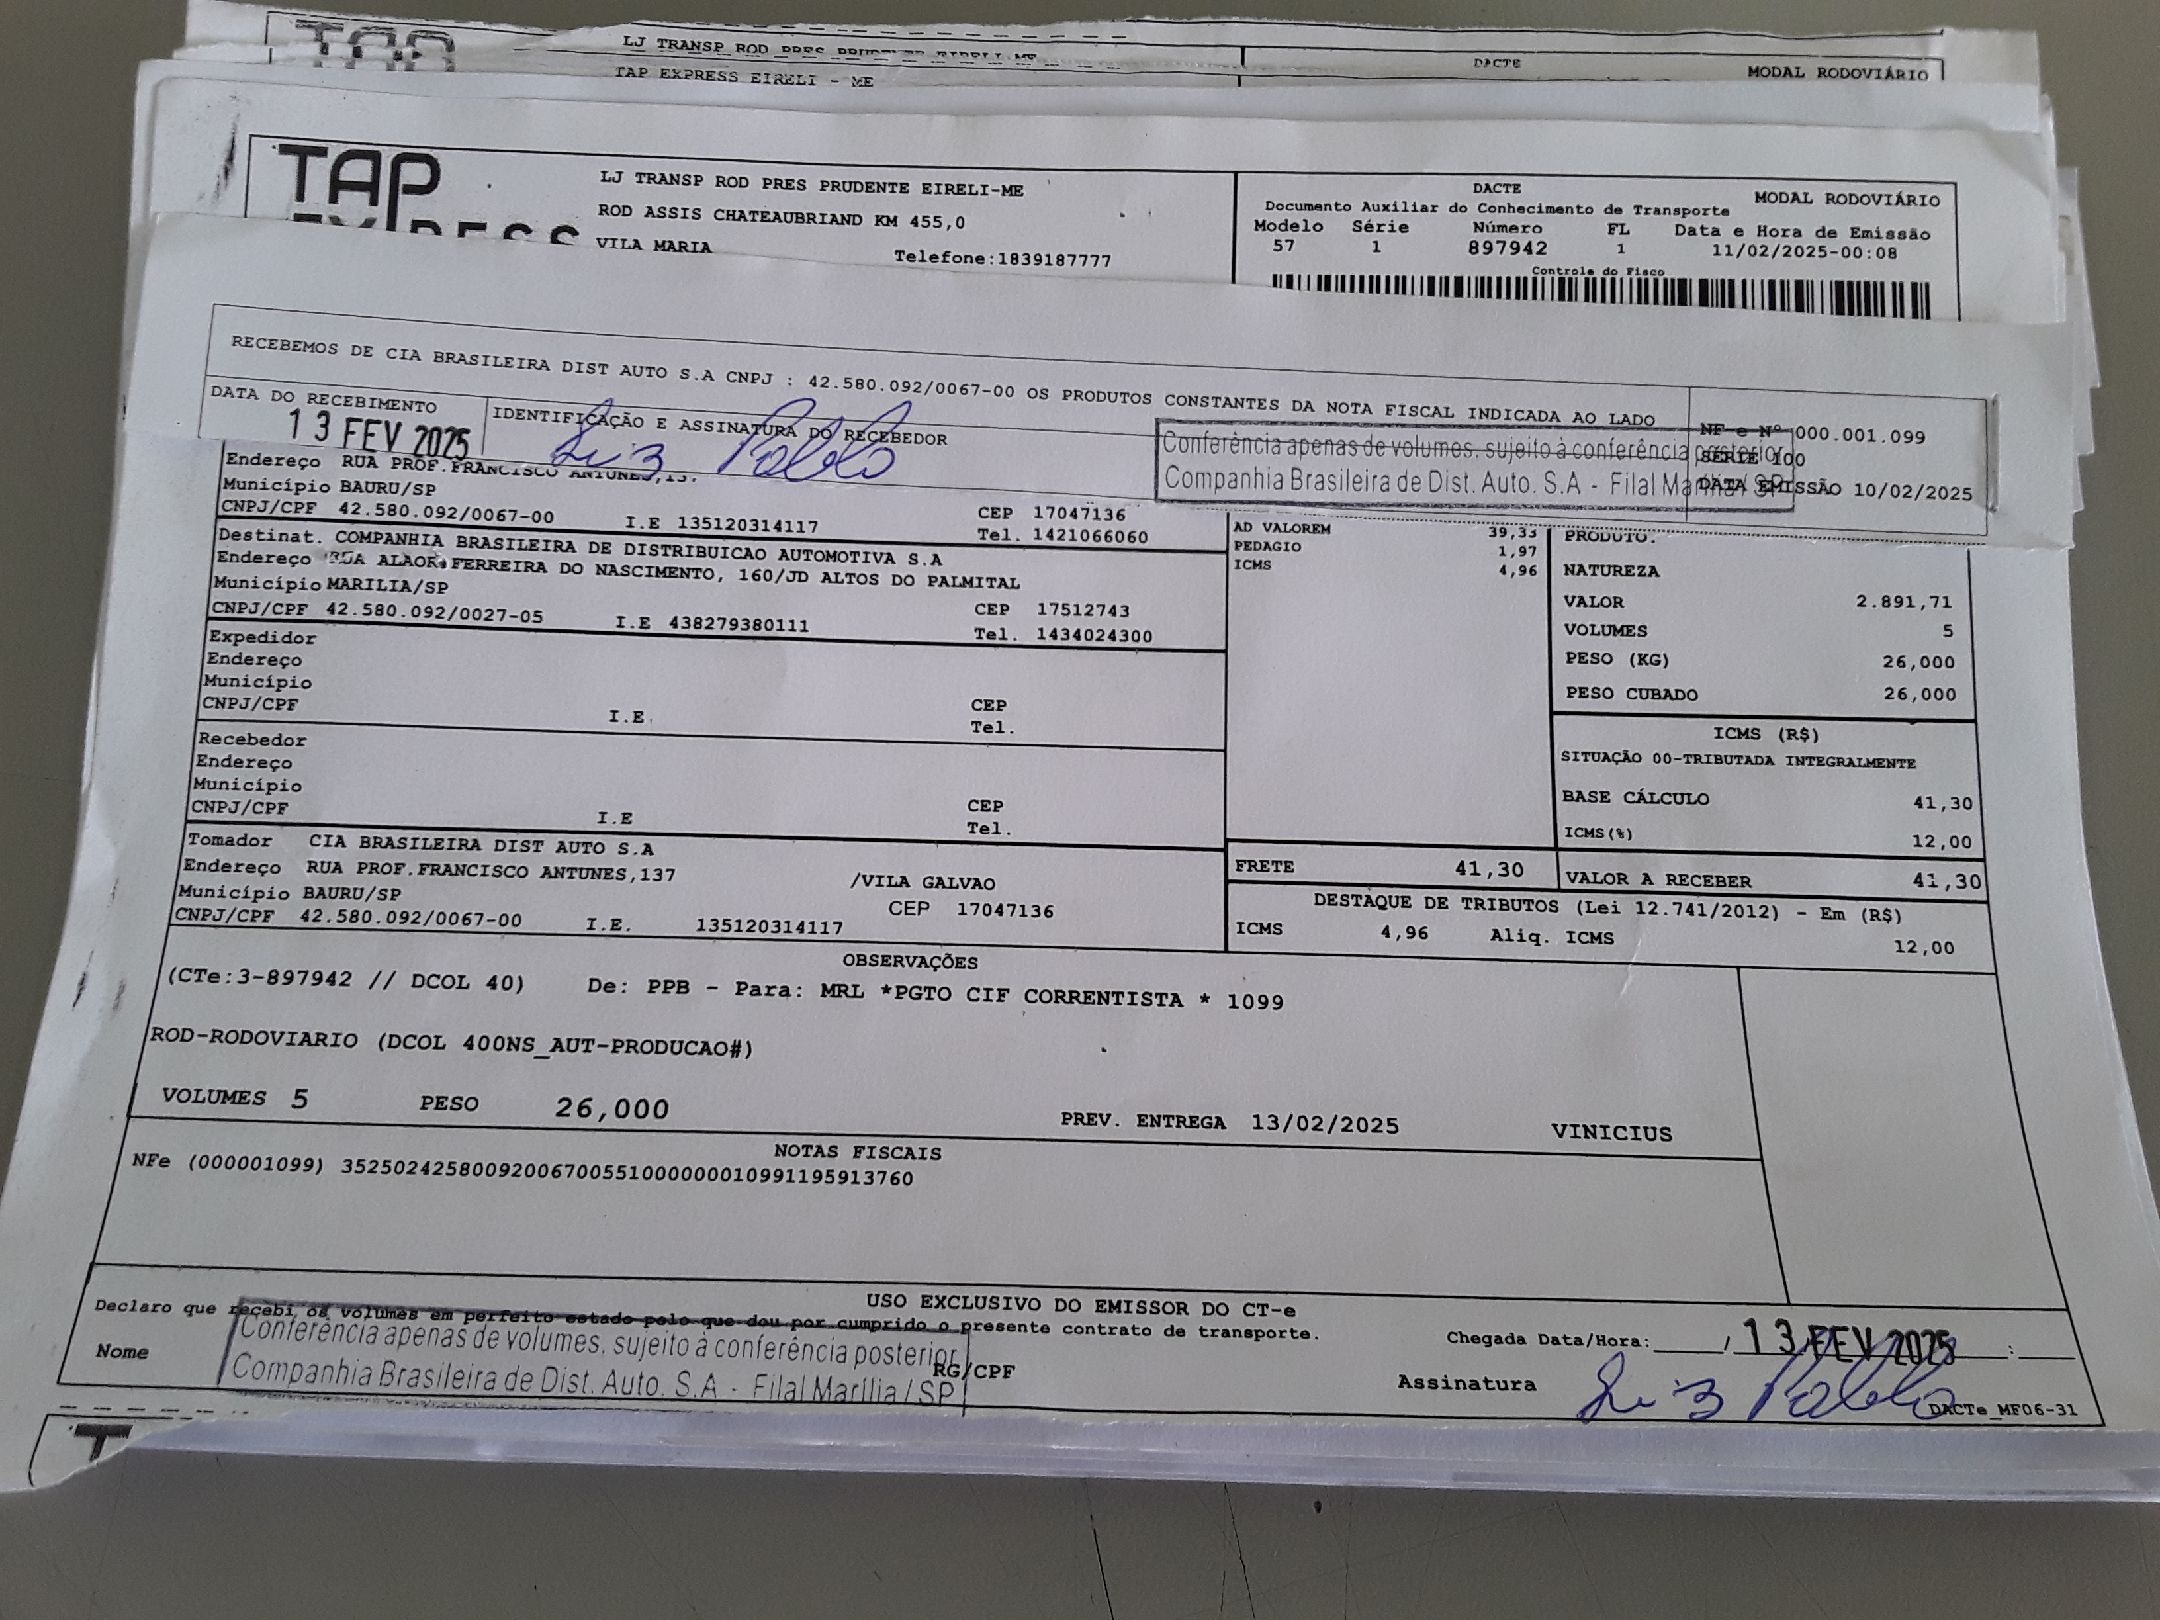 LJ TRANSP ROD PRES PRUDENTE EIRELI-ME
DACTE
TAP EXPRESS EIRELI - ME
MODAL RODOVIÁRIO
TAP EXPRESS
LJ TRANSP ROD PRES PRUDENTE EIRELI-ME
ROD ASSIS CHATEAUBRIAND KM 455,0
VILA MARIA Telefone:1839187777
DACTE MODAL RODOVIÁRIO
Documento Auxiliar do Conhecimento de Transporte
Modelo Série Número FL Data e Hora de Emissão
57 1 897942 1 11/02/2025-00:08
Controle do Fisco
RECEBEMOS DE CIA BRASILEIRA DIST AUTO S.A CNPJ : 42.580.092/0067-00 OS PRODUTOS CONSTANTES DA NOTA FISCAL INDICADA AO LADO
DATA DO RECEBIMENTO
13 FEV 2025
IDENTIFICAÇÃO E ASSINATURA DO RECEBEDOR
Luiz Pablo
Conferência apenas de volumes, sujeito à conferência posterior
Companhia Brasileira de Dist. Auto. S.A - Filal Marília / SP
NF-e Nº 000.001.099
SÉRIE 100
DATA EMISSÃO 10/02/2025
Endereço RUA PROF.FRANCISCO ANTUNES,137
Município BAURU/SP CEP 17047136
CNPJ/CPF 42.580.092/0067-00 I.E 135120314117 Tel. 1421066060
Destinat. COMPANHIA BRASILEIRA DE DISTRIBUICAO AUTOMOTIVA S.A
Endereço RUA ALAOR FERREIRA DO NASCIMENTO, 160/JD ALTOS DO PALMITAL
Município MARILIA/SP CEP 17512743
CNPJ/CPF 42.580.092/0027-05 I.E 438279380111 Tel. 1434024300
Expedidor
Endereço
Município CEP
CNPJ/CPF I.E. Tel.
Recebedor
Endereço
Município CEP
CNPJ/CPF I.E Tel.
Tomador CIA BRASILEIRA DIST AUTO S.A
Endereço RUA PROF.FRANCISCO ANTUNES,137 /VILA GALVAO
Município BAURU/SP CEP 17047136
CNPJ/CPF 42.580.092/0067-00 I.E. 135120314117
AD VALOREM 39,33
PEDAGIO 1,97
ICMS 4,96
PRODUTO:
NATUREZA
VALOR 2.891,71
VOLUMES 5
PESO (KG) 26,000
PESO CUBADO 26,000
ICMS (R$)
SITUAÇÃO 00-TRIBUTADA INTEGRALMENTE
BASE CÁLCULO 41,30
ICMS(%) 12,00
FRETE 41,30 VALOR A RECEBER 41,30
DESTAQUE DE TRIBUTOS (Lei 12.741/2012) - Em (R$)
ICMS 4,96 Aliq. ICMS 12,00
OBSERVAÇÕES
(CTe:3-897942 // DCOL 40) De: PPB - Para: MRL *PGTO CIF CORRENTISTA * 1099
ROD-RODOVIARIO (DCOL 400NS_AUT-PRODUCAO#)
VOLUMES 5 PESO 26,000 PREV. ENTREGA 13/02/2025 VINICIUS
NOTAS FISCAIS
NFe (000001099) 35250242580092006700551000000010991195913760
USO EXCLUSIVO DO EMISSOR DO CT-e
Declaro que recebi os volumes em perfeito estado pelo que dou por cumprido o presente contrato de transporte.
Conferência apenas de volumes, sujeito à conferência posterior
Companhia Brasileira de Dist. Auto. S.A - Filal Marília / SP
Nome RG/CPF
Chegada Data/Hora: / 13 FEV 2025 :
Assinatura Luiz Pablo
DACTe_MF06-31